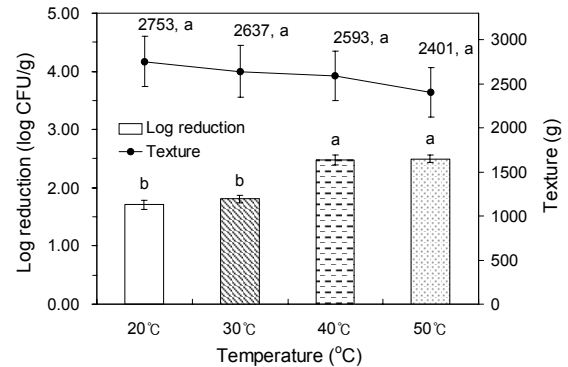 5.00
4.00
3.00
2.00
1.00
0.00
Log reduction (log CFU/g)
2753, a
2637, a
2593, a
2401, a
Log reduction
Texture
b
b
a
a
3000
2500
2000
1500
1000
500
0
Texture (g)
20℃
30℃
40℃
50℃
Temperature (°C)